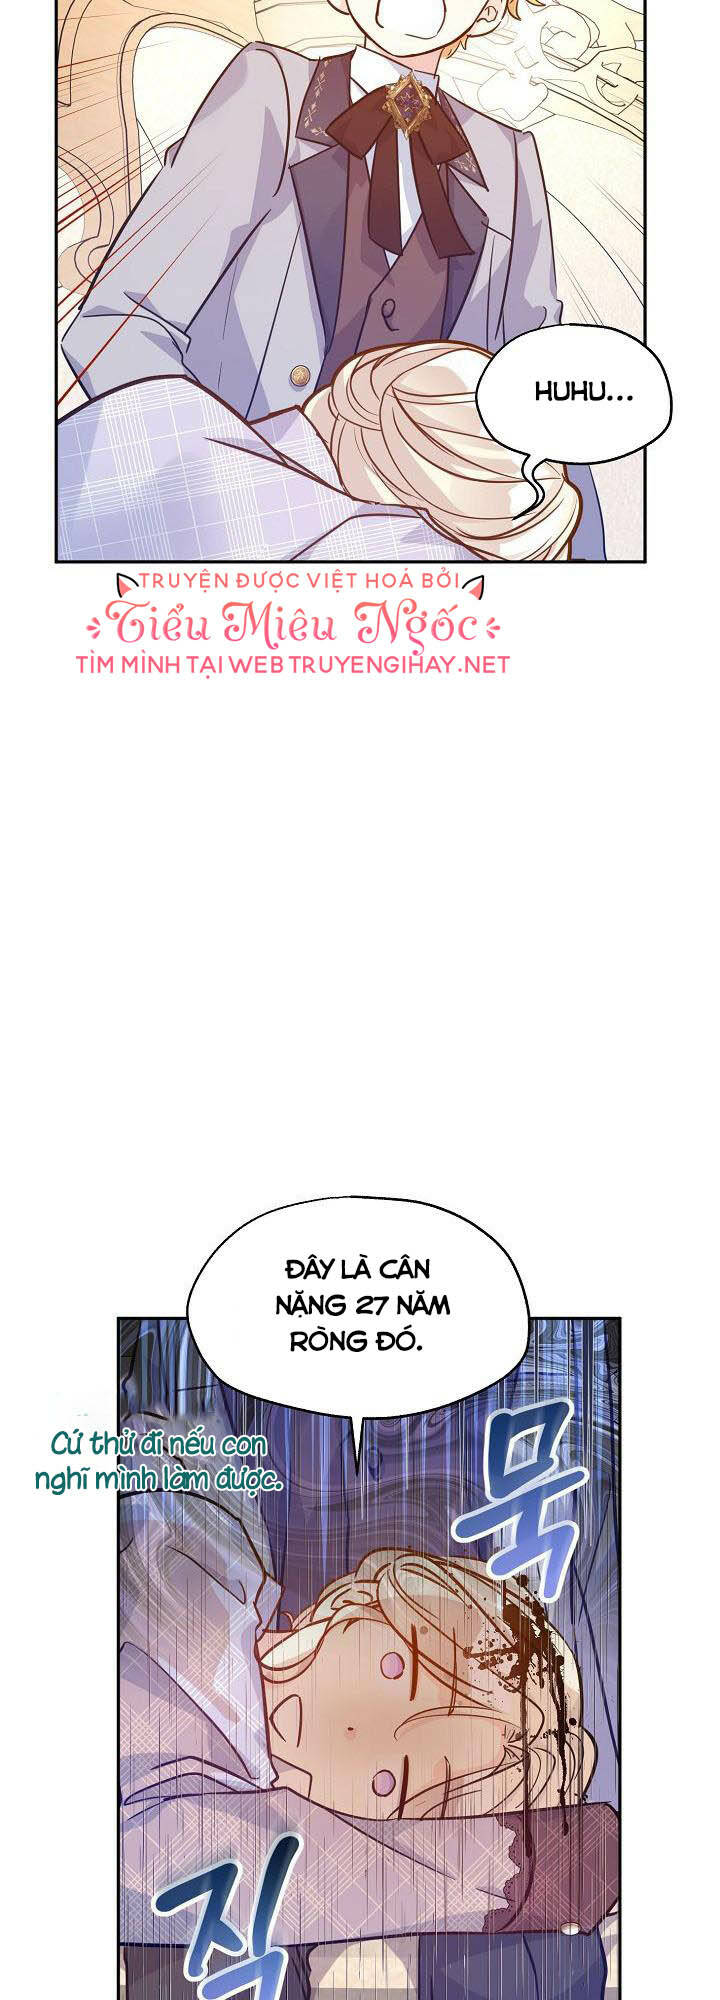 HUHU...
TRUYỆN ĐƯỢC VIỆT HOÁ BỞI
Tiểu Miêu Ngốc
TÌM MÌNH TẠI WEB TRUYENGIHAY.NET
ĐÂY LÀ CÂN
NẶNG 27 NĂM
RÒNG ĐÓ.
Cứ thử đi nếu con
nghĩ mình làm được.
묵
직